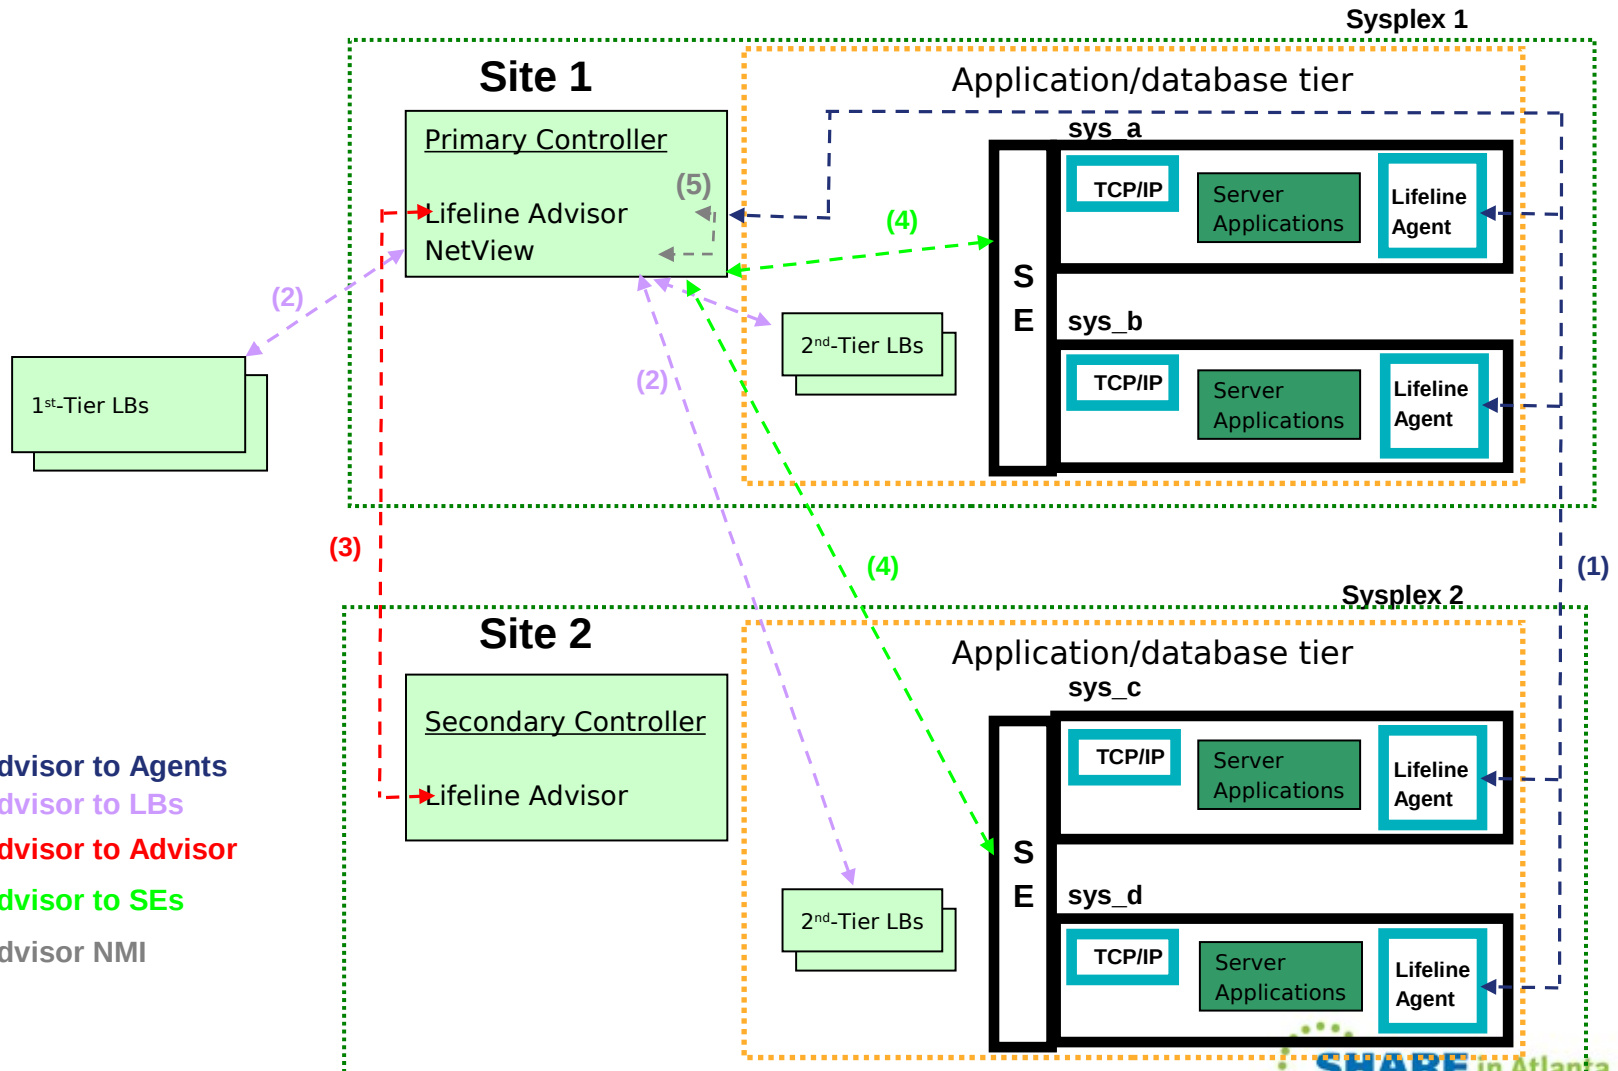 Sysplex 1
Site 1
Application/database tier
Primary Controller
(5)
Lifeline Advisor
NetView
sys_a
TCP/IP
Server
Applications
Lifeline
Agent
(4)
S
E
(2)
sys_b
TCP/IP
Server
Applications
Lifeline
Agent
2nd-Tier LBs
(2)
1st-Tier LBs
(3)
(4)
(1)
Sysplex 2
Site 2
Application/database tier
Secondary Controller
Lifeline Advisor
sys_c
TCP/IP
Server
Applications
Lifeline
Agent
S
E
sys_d
TCP/IP
Server
Applications
Lifeline
Agent
2nd-Tier LBs
dvisor to Agents
dvisor to LBs
dvisor to Advisor
dvisor to SEs
dvisor NMI
SHARE in Atlanta